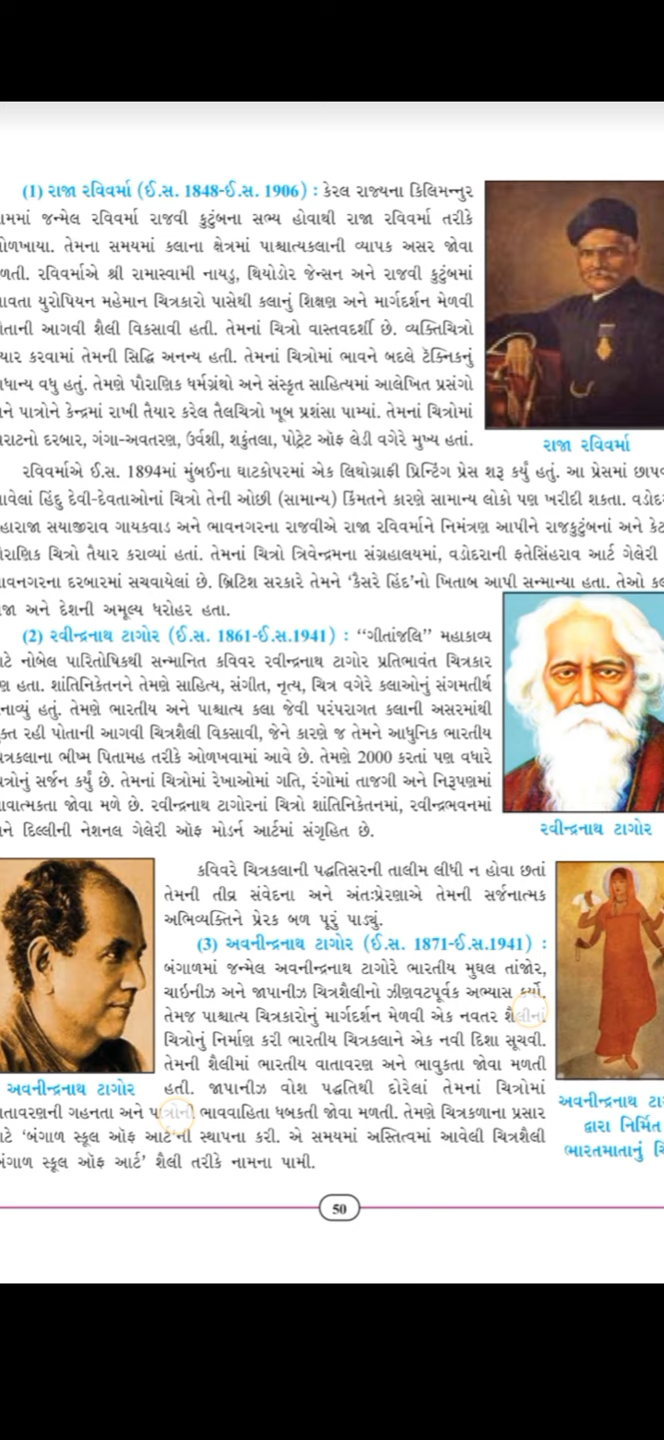 (1) રાજા રવિવર્મા (ઈ.સ. 1848-ઈ.સ. 1906) : કેરલ રાજ્યના કિલિમન્નુર
જન્મેલ રવિવર્મા રાજવી કુટુંબના સભ્ય હોવાથી રાજા રવિવર્મા તરીકે
તેમના સમયમાં કલાના ક્ષેત્રમાં પાશ્ચાત્યકલાની વ્યાપક અસર જોવા
રવિવર્માએ શ્રી રામાસ્વામી નાયડુ, થિયોડોર જેન્સન અને રાજવી કુટુંબમાં
યુરોપિયન મહેમાન ચિત્રકારો પાસેથી કલાનું શિક્ષણ અને માર્ગદર્શન મેળવી
આગવી શૈલી વિકસાવી હતી. તેમનાં ચિત્રો વાસ્તવદર્શી છે. વ્યક્તિચિત્રો
કરવામાં તેમની સિદ્ધિ અનન્ય હતી. તેમનાં ચિત્રોમાં ભાવને બદલે ટૅક્નિકનું
વધુ હતું. તેમણે પૌરાણિક ધર્મગ્રંથો અને સંસ્કૃત સાહિત્યમાં આલેખિત પ્રસંગો
પાત્રોને કેન્દ્રમાં રાખી તૈયાર કરેલ તૈલચિત્રો ખૂબ પ્રશંસા પામ્યાં. તેમનાં ચિત્રોમાં
દરબાર, ગંગા-અવતરણ, ઉર્વશી, શકુંતલા, પોટ્રેટ ઑફ લેડી વગેરે મુખ્ય હતાં.
રાજા રવિવર્મા
રવિવર્માએ ઈ.સ. 1894માં મુંબઈના ઘાટકોપરમાં એક લિથોગ્રાફી પ્રિન્ટિંગ પ્રેસ શરૂ કર્યું હતું. આ પ્રેસમાં
હિંદુ દેવી-દેવતાઓનાં ચિત્રો તેની ઓછી (સામાન્ય) કિંમતને કારણે સામાન્ય લોકો પણ ખરીદી શકતા.
સયાજીરાવ ગાયકવાડ અને ભાવનગરના રાજવીએ રાજા રવિવર્માને નિમંત્રણ આપીને રાજકુટુંબનાં અને
ચિત્રો તૈયાર કરાવ્યાં હતાં. તેમનાં ચિત્રો ત્રિવેન્દ્રમના સંગ્રહાલયમાં, વડોદરાની ફતેસિંહરાવ આર્ટ ગેલેરી
દરબારમાં સચવાયેલાં છે. બ્રિટિશ સરકારે તેમને ‘કૈસરે હિંદ’નો ખિતાબ આપી સન્માન્યા હતા. તેઓ
અને દેશની અમૂલ્ય ધરોહર હતા.
(2) રવીન્દ્રનાથ ટાગોર (ઈ.સ. 1861-ઈ.સ.1941) : “ગીતાંજલિ” મહાકાવ્ય
નોબેલ પારિતોષિકથી સન્માનિત કવિવર રવીન્દ્રનાથ ટાગોર પ્રતિભાવંત ચિત્રકાર
હતા. શાંતિનિકેતનને તેમણે સાહિત્ય, સંગીત, નૃત્ય, ચિત્ર વગેરે કલાઓનું સંગમતીર્થ
હતું. તેમણે ભારતીય અને પાશ્ચાત્ય કલા જેવી પરંપરાગત કલાની અસરમાંથી
રહી પોતાની આગવી ચિત્રશૈલી વિકસાવી, જેને કારણે જ તેમને આધુનિક ભારતીય
ભીષ્મ પિતામહ તરીકે ઓળખવામાં આવે છે. તેમણે 2000 કરતાં પણ વધારે
સર્જન કર્યું છે. તેમનાં ચિત્રોમાં રેખાઓમાં ગતિ, રંગોમાં તાજગી અને નિરૂપણમાં
જોવા મળે છે. રવીન્દ્રનાથ ટાગોરનાં ચિત્રો શાંતિનિકેતનમાં, રવીન્દ્રભવનમાં
દિલ્લીની નેશનલ ગેલેરી ઑફ મોડર્ન આર્ટમાં સંગૃહિત છે.
રવીન્દ્રનાથ ટાગોર
કવિવરે ચિત્રકલાની પદ્ધતિસરની તાલીમ લીધી ન હોવા છતાં
તેમની તીવ્ર સંવેદના અને અંતઃપ્રેરણાએ તેમની સર્જનાત્મક
અભિવ્યક્તિને પ્રેરક બળ પૂરું પાડ્યું.
(3) અવનીન્દ્રનાથ ટાગોર (ઈ.સ. 1871-ઈ.સ.1941) :
બંગાળમાં જન્મેલ અવનીન્દ્રનાથ ટાગોરે ભારતીય મુઘલ તાંજોર,
ચાઇનીઝ અને જાપાનીઝ ચિત્રશૈલીનો ઝીણવટપૂર્વક અભ્યાસ કર્યો.
તેમજ પાશ્ચાત્ય ચિત્રકારોનું માર્ગદર્શન મેળવી એક નવતર શૈલીનાં
ચિત્રોનું નિર્માણ કરી ભારતીય ચિત્રકલાને એક નવી દિશા સૂચવી.
તેમની શૈલીમાં ભારતીય વાતાવરણ અને ભાવુકતા જોવા મળતી
હતી. જાપાનીઝ વોશ પદ્ધતિથી દોરેલાં તેમનાં ચિત્રોમાં
ગહનતા અને પાત્રોની ભાવવાહિતા ધબકતી જોવા મળતી. તેમણે ચિત્રકળાના પ્રસાર
‘બંગાળ સ્કૂલ ઑફ આર્ટ’ની સ્થાપના કરી. એ સમયમાં અસ્તિત્વમાં આવેલી ચિત્રશૈલી
સ્કૂલ ઑફ આર્ટ’ શૈલી તરીકે નામના પામી.
અવનીન્દ્રનાથ ટાગોર
અવનીન્દ્રનાથ
દ્વારા નિર્મિત
ભારતમાતાનું
50